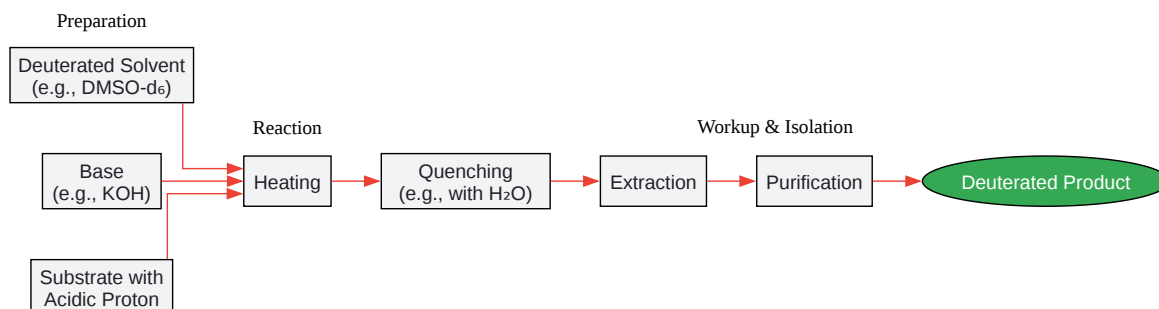 Preparation
Deuterated Solvent
(e.g., DMSO-d₆)
Reaction
Workup & Isolation
Base
(e.g., KOH)
Heating
Quenching
(e.g., with H₂O)
Extraction
Purification
Deuterated Product
Substrate with
Acidic Proton